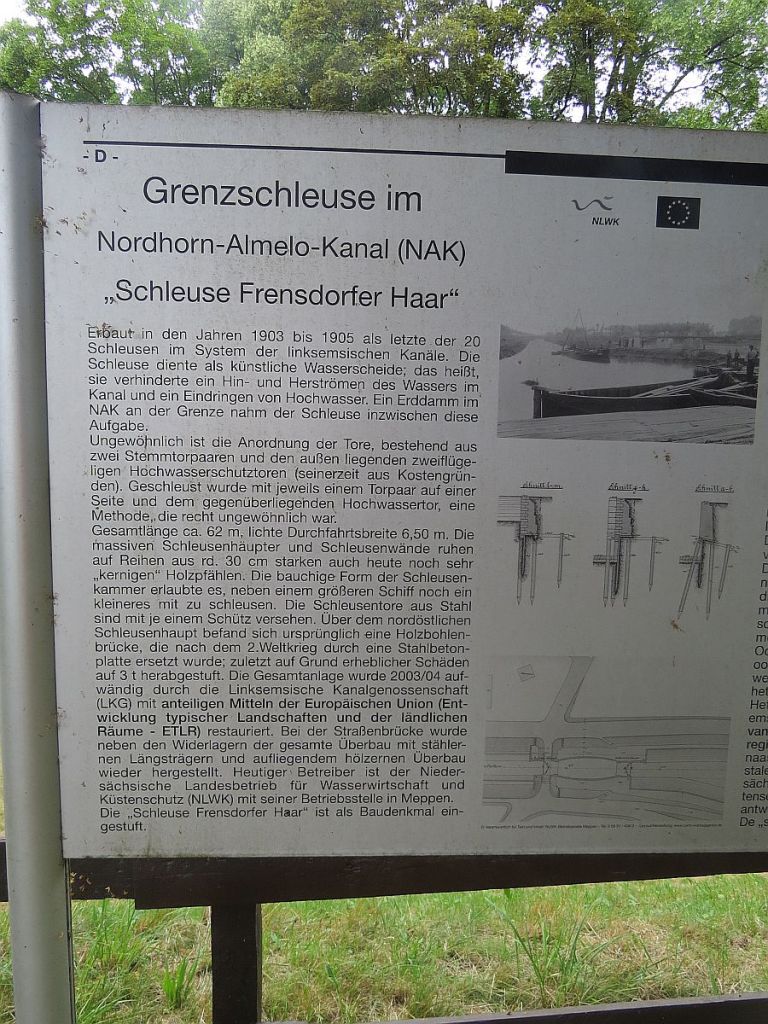 - D -
Grenzschleuse im
Nordhorn-Almelo-Kanal (NAK)
„Schleuse Frensdorfer Haar“
NLWK
Erbaut in den Jahren 1903 bis 1905 als letzte der 20
Schleusen im System der linksemsischen Kanäle. Die
Schleuse diente als künstliche Wasserscheide; das heißt,
sie verhinderte ein Hin- und Herströmen des Wassers im
Kanal und ein Eindringen von Hochwasser. Ein Erddamm im
NAK an der Grenze nahm der Schleuse inzwischen diese
Aufgabe.
Ungewöhnlich ist die Anordnung der Tore, bestehend aus
zwei Stemmtorpaaren und den außen liegenden zweiflüge-
ligen Hochwasserschutztoren (seinerzeit aus Kostengrün-
den). Geschleust wurde mit jeweils einem Torpaar auf einer
Seite und dem gegenüberliegenden Hochwassertor, eine
Methode, die recht ungewöhnlich war.
Gesamtlänge ca. 62 m, lichte Durchfahrtsbreite 6,50 m. Die
massiven Schleusenhäupter und Schleusenwände ruhen
auf Reihen aus rd. 30 cm starken auch heute noch sehr
„kernigen“ Holzpfählen. Die bauchige Form der Schleusen-
kammer erlaubte es, neben einem größeren Schiff noch ein
kleineres mit zu schleusen. Die Schleusentore aus Stahl
sind mit je einem Schütz versehen. Über dem nordöstlichen
Schleusenhaupt befand sich ursprünglich eine Holzbohlen-
brücke, die nach dem 2.Weltkrieg durch eine Stahlbeton-
platte ersetzt wurde; zuletzt auf Grund erheblicher Schäden
auf 3 t herabgestuft. Die Gesamtanlage wurde 2003/04 auf-
wändig durch die Linksemsische Kanalgenossenschaft
(LKG) mit anteiligen Mitteln der Europäischen Union (Ent-
wicklung typischer Landschaften und der ländlichen
Räume - ETLR) restauriert. Bei der Straßenbrücke wurde
neben den Widerlagern der gesamte Überbau mit stähler-
nen Längsträgern und aufliegendem hölzernen Überbau
wieder hergestellt. Heutiger Betreiber ist der Nieder-
sächsische Landesbetrieb für Wasserwirtschaft und
Küstenschutz (NLWK) mit seiner Betriebsstelle in Meppen.
Die „Schleuse Frensdorfer Haar“ ist als Baudenkmal ein-
gestuft.